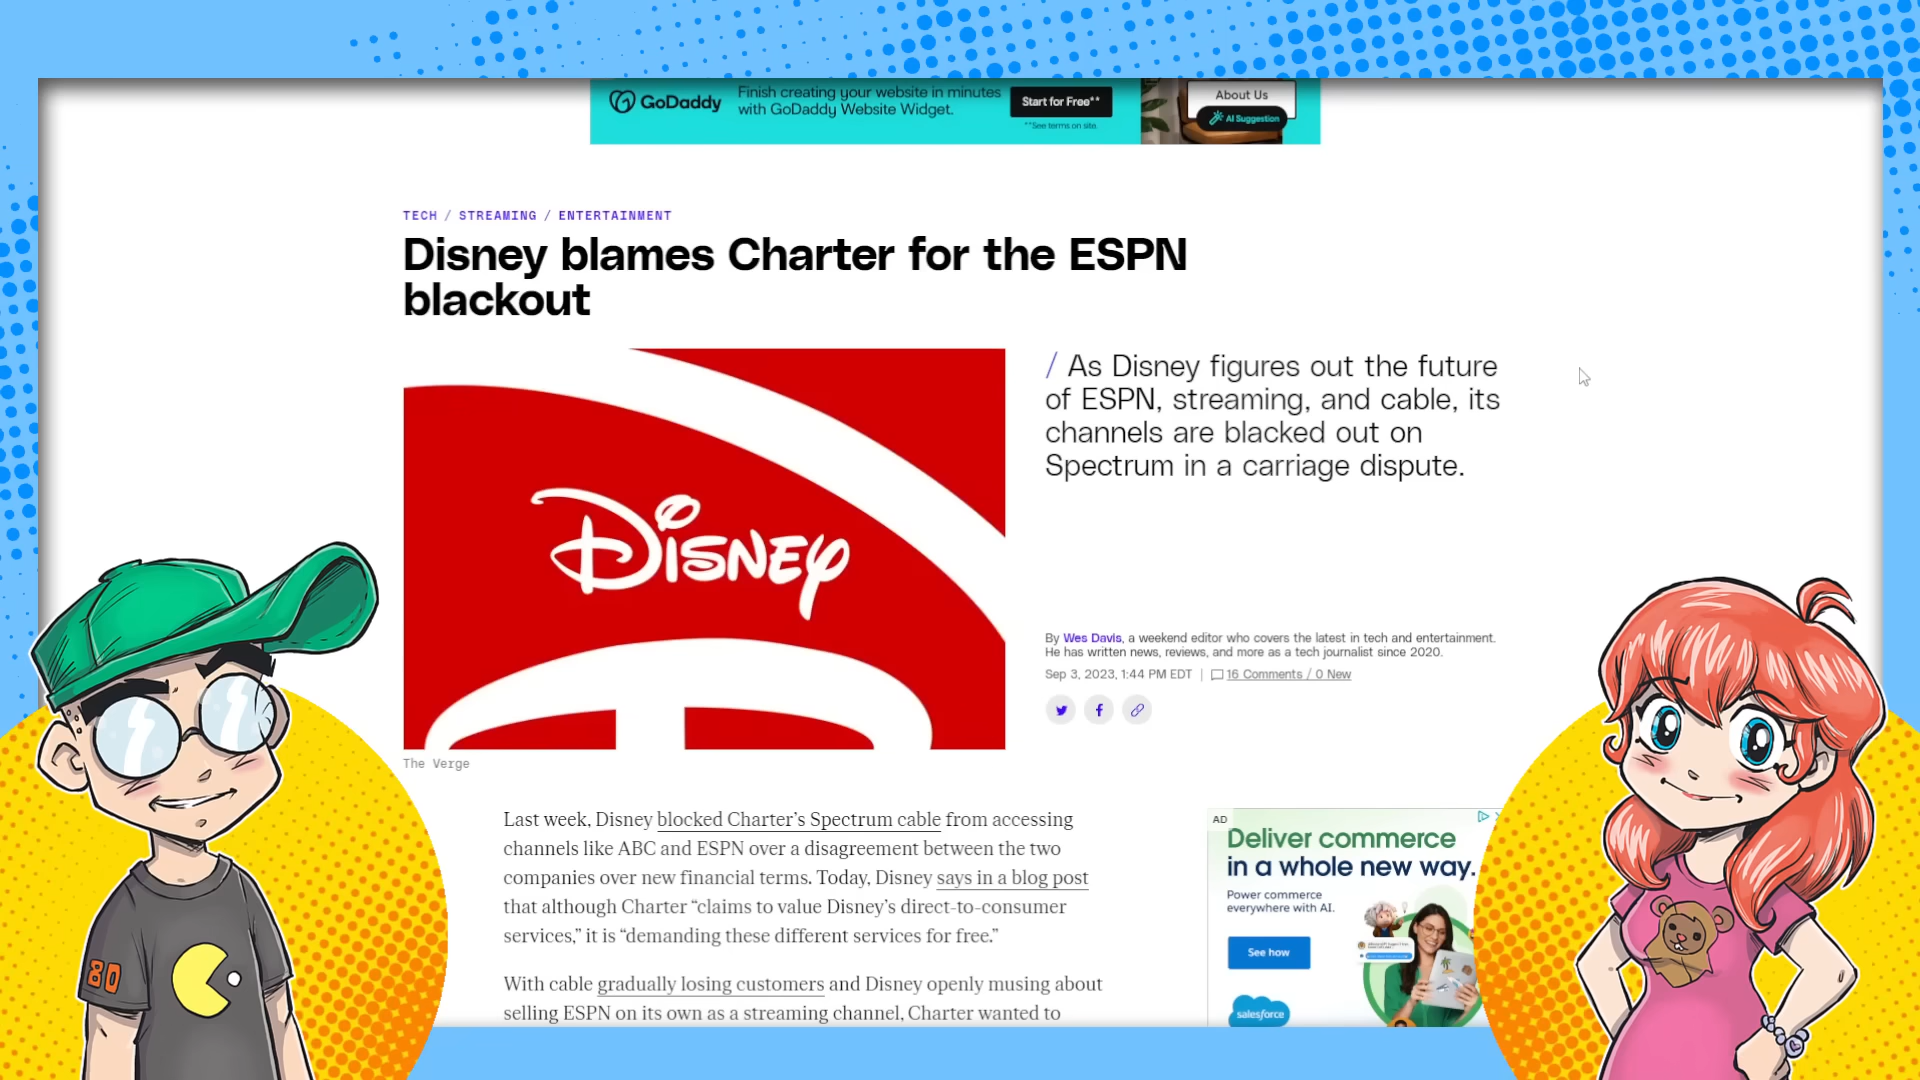 GoDaddy
Finish creating your website in minutes
with GoDaddy Website Widget.
Start for Free**
**See terms on site.
About Us
AI Suggestion
TECH / STREAMING / ENTERTAINMENT
Disney blames Charter for the ESPN
blackout
Disney
The Verge
/ As Disney figures out the future
of ESPN, streaming, and cable, its
channels are blacked out on
Spectrum in a carriage dispute.
By Wes Davis, a weekend editor who covers the latest in tech and entertainment.
He has written news, reviews, and more as a tech journalist since 2020.
Sep 3, 2023, 1:44 PM EDT | 16 Comments / 0 New
Last week, Disney blocked Charter’s Spectrum cable from accessing
channels like ABC and ESPN over a disagreement between the two
companies over new financial terms. Today, Disney says in a blog post
that although Charter “claims to value Disney’s direct-to-consumer
services,” it is “demanding these different services for free.”
With cable gradually losing customers and Disney openly musing about
selling ESPN on its own as a streaming channel, Charter wanted to
AD
Deliver commerce
in a whole new way.
Power commerce
everywhere with AI.
See how
salesforce
80